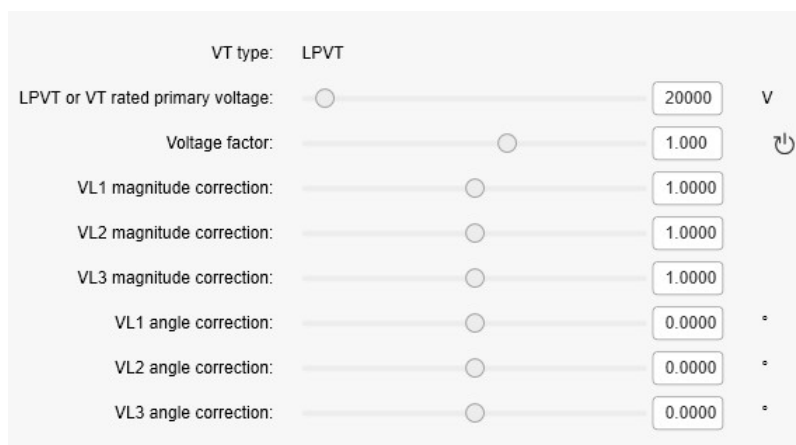 VT type: LPVT
LPVT or VT rated primary voltage: 20000 V
Voltage factor: 1.000
VL1 magnitude correction: 1.0000
VL2 magnitude correction: 1.0000
VL3 magnitude correction: 1.0000
VL1 angle correction: 0.0000 °
VL2 angle correction: 0.0000 °
VL3 angle correction: 0.0000 °